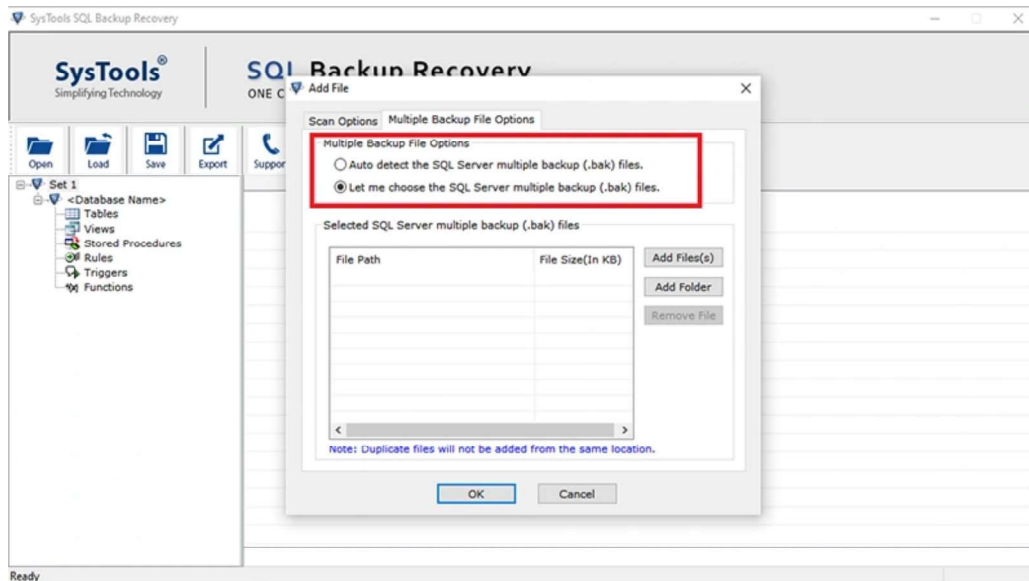 SysTools SQL Backup Recovery
SysTools®
Simplifying Technology
SQL Backup Recovery
ONE C
Open
Load
Save
Export
Suppor
Set 1
<Database Name>
Tables
Views
Stored Procedures
Rules
Triggers
Functions
Add File
Scan Options
Multiple Backup File Options
Multiple Backup File Options
Auto detect the SQL Server multiple backup (.bak) files.
Let me choose the SQL Server multiple backup (.bak) files.
Selected SQL Server multiple backup (.bak) files
File Path
File Size(In KB)
Add Files(s)
Add Folder
Remove File
Note: Duplicate files will not be added from the same location.
OK
Cancel
Ready